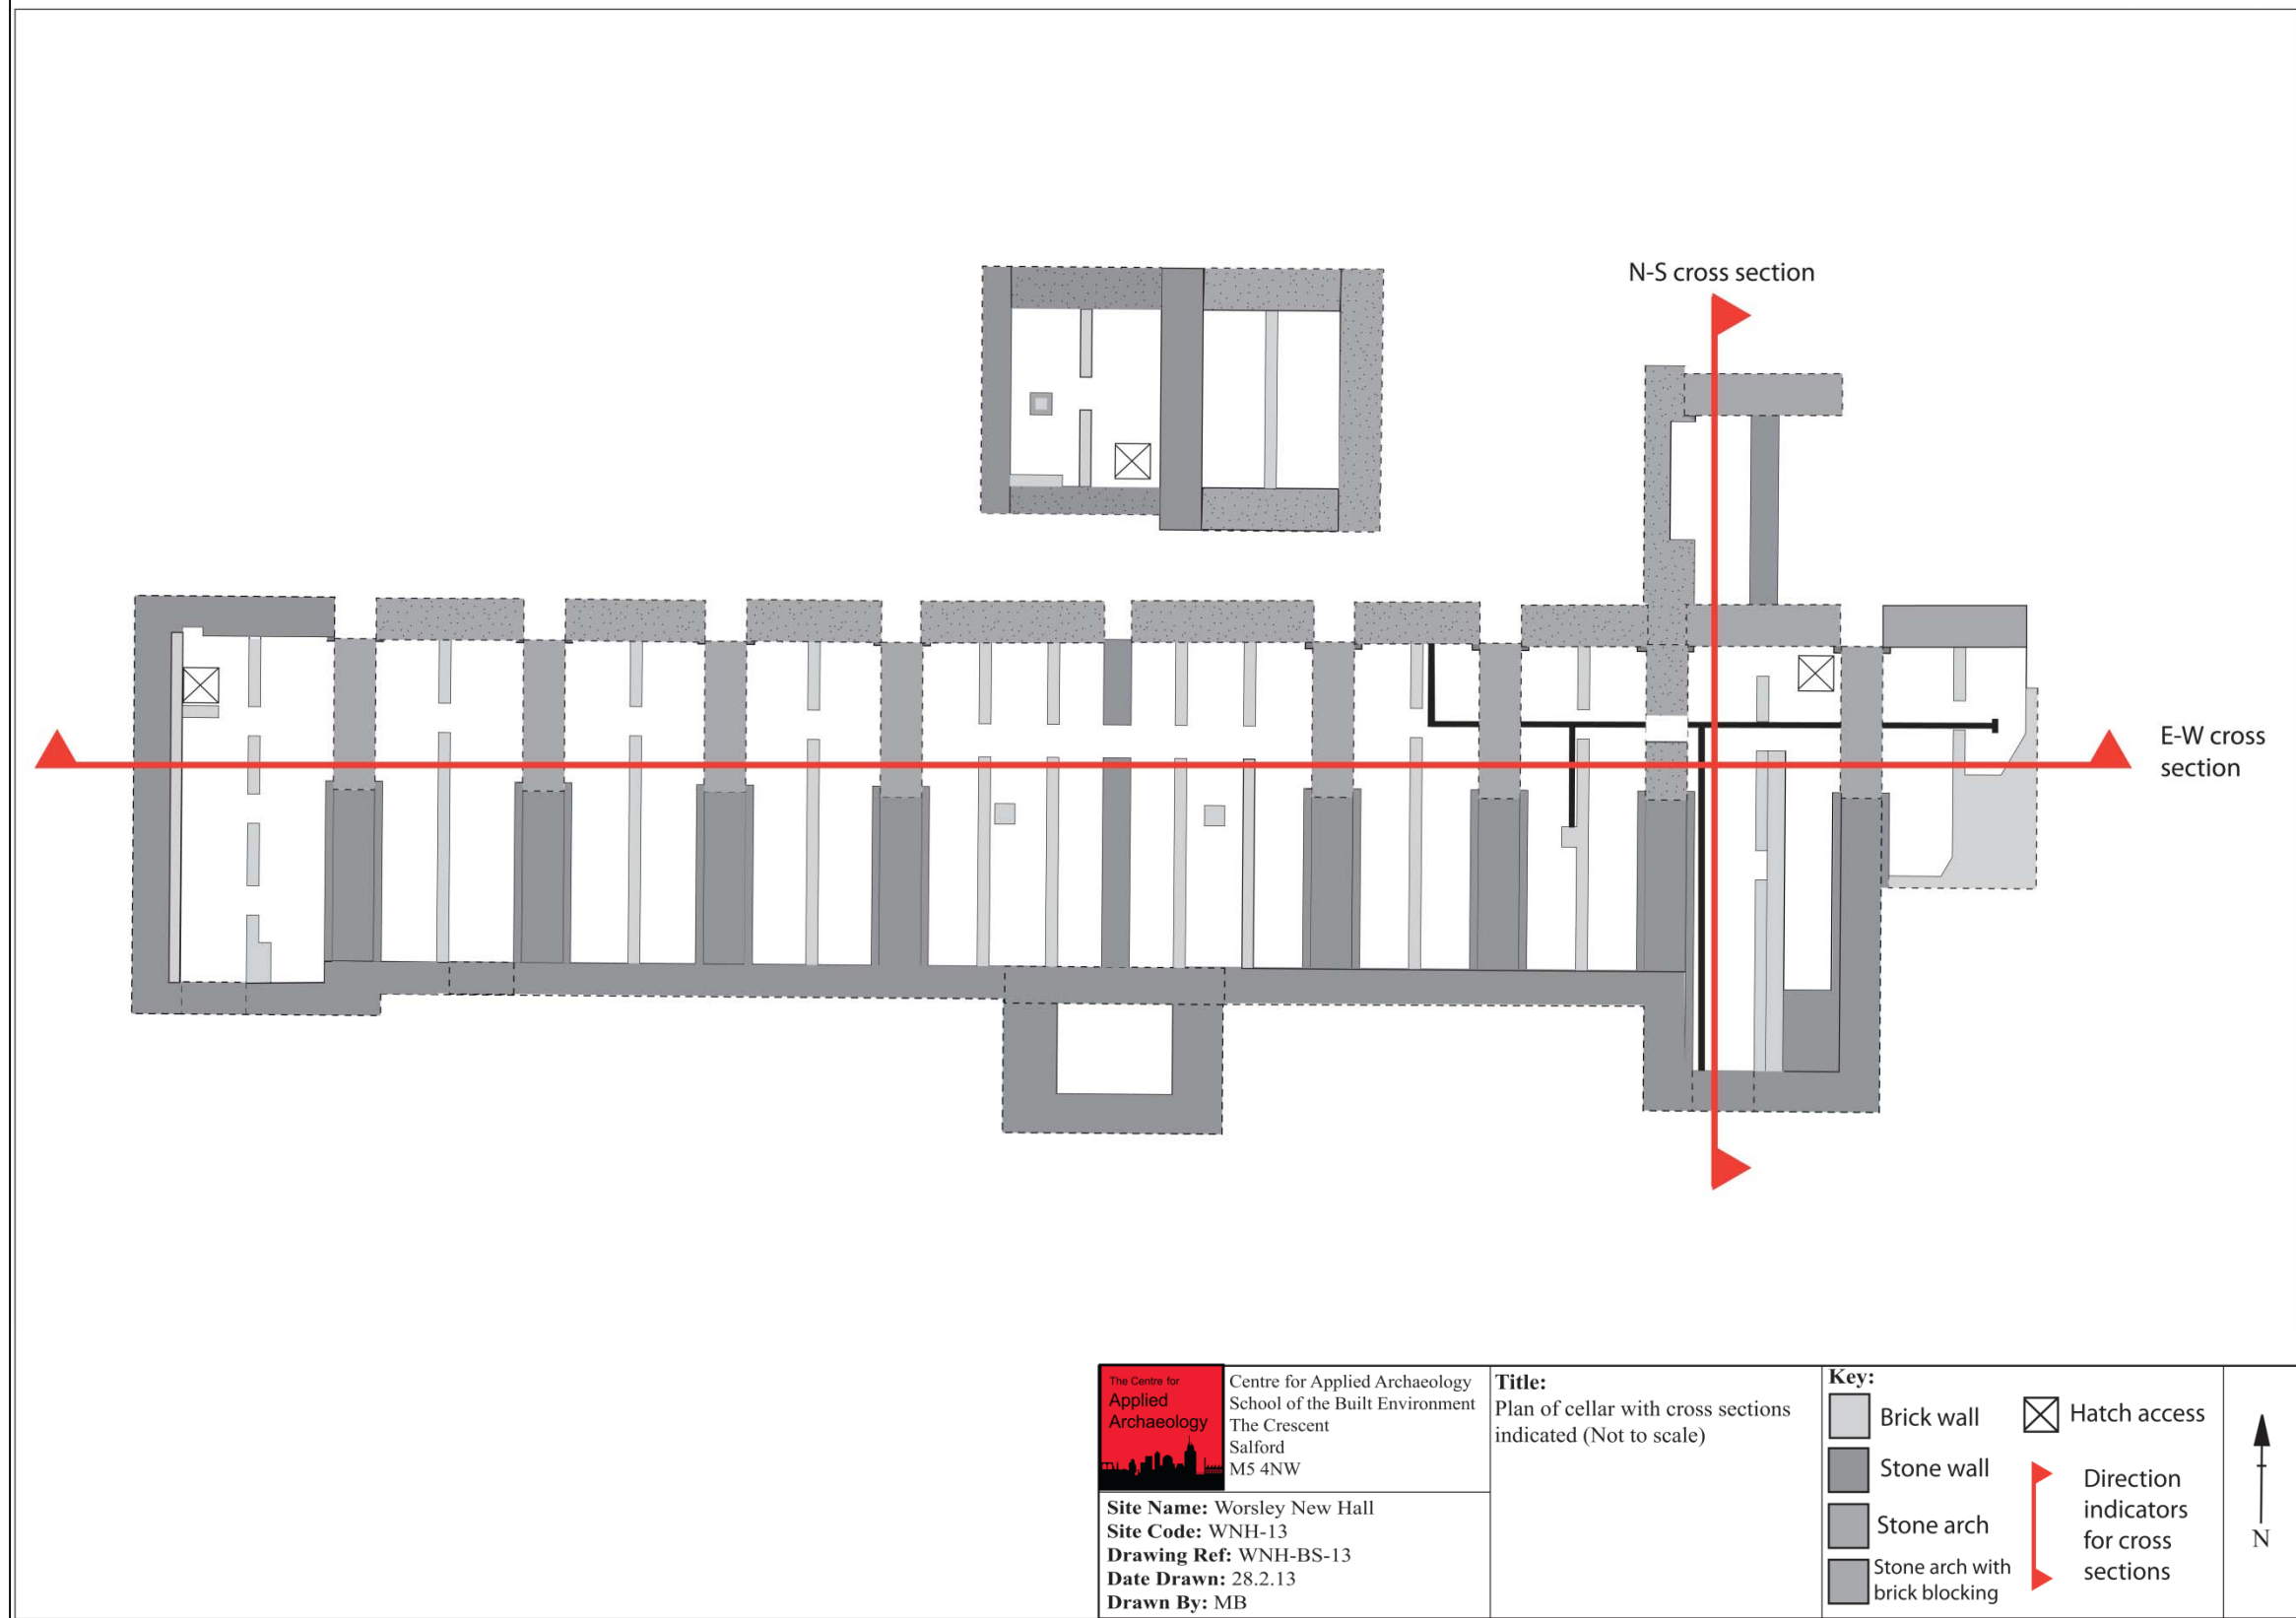 N-S cross section
E-W cross
section
The Centre for
Applied
Archaeology
Centre for Applied Archaeology
School of the Built Environment
The Crescent
Salford
M5 4NW
Site Name: Worsley New Hall
Site Code: WNH-13
Drawing Ref: WNH-BS-13
Date Drawn: 28.2.13
Drawn By: MB
Title:
Plan of cellar with cross sections
indicated (Not to scale)
Key:
Brick wall
Stone wall
Stone arch
Stone arch with
brick blocking
Hatch access
Direction
indicators
for cross
sections
N